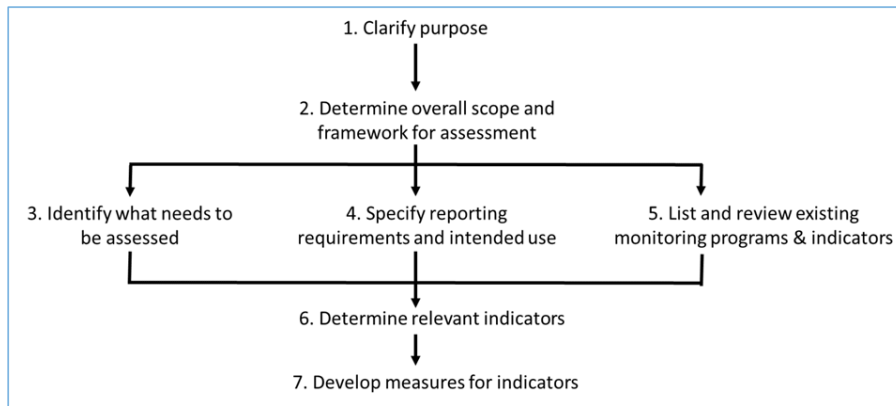 1. Clarify purpose
2. Determine overall scope and
framework for assessment
3. Identify what needs to
be assessed
4. Specify reporting
requirements and intended use
5. List and review existing
monitoring programs & indicators
6. Determine relevant indicators
7. Develop measures for indicators